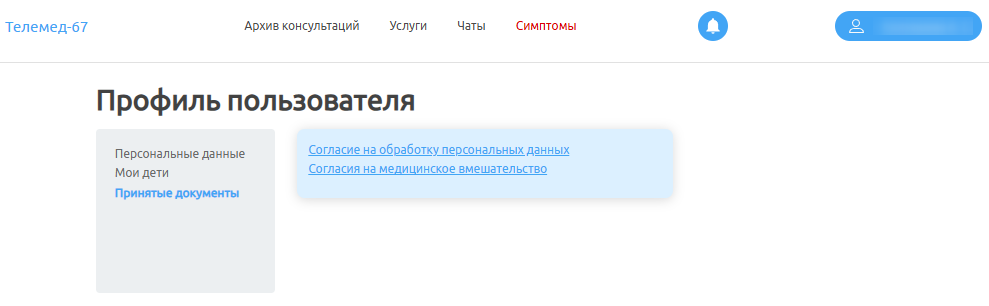 Телемед-67 Архив консультаций Услуги Чаты Симптомы
Профиль пользователя
Персональные данные
Мои дети
Принятые документы
Согласие на обработку персональных данных
Согласия на медицинское вмешательство